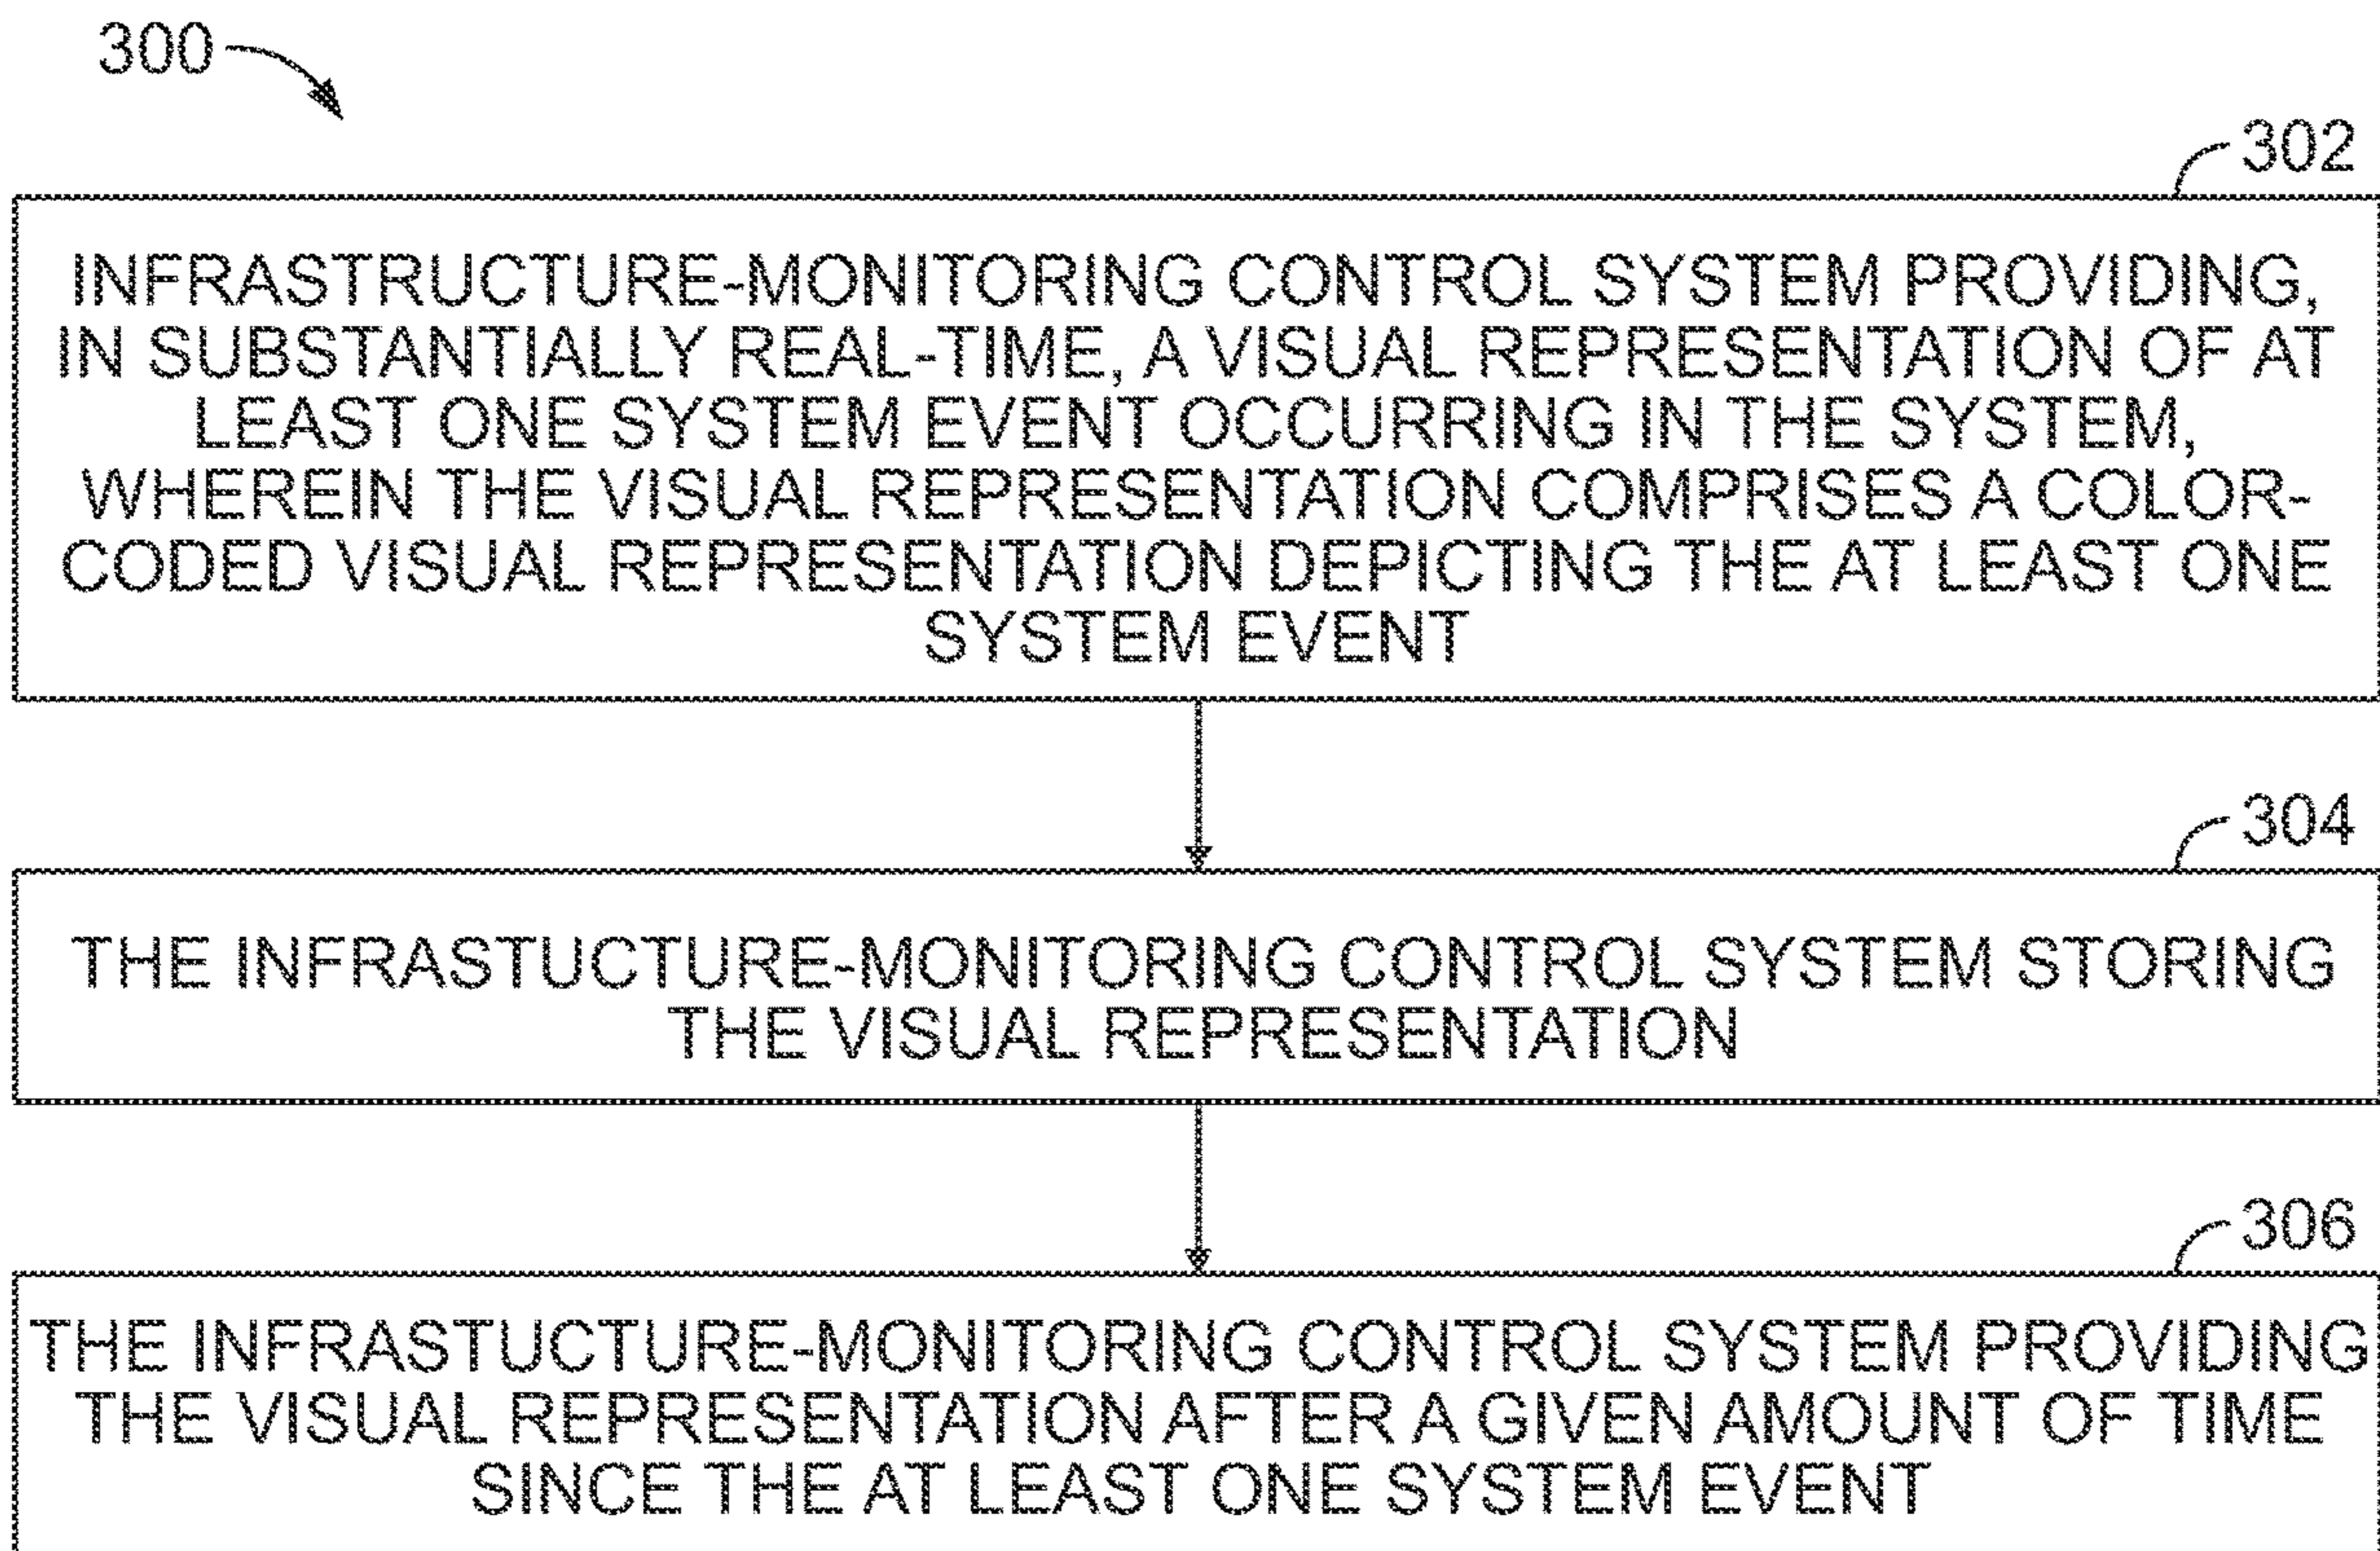 300
302
INFRASTRUCTURE-MONITORING CONTROL SYSTEM PROVIDING,
IN SUBSTANTIALLY REAL-TIME, A VISUAL REPRESENTATION OF AT
LEAST ONE SYSTEM EVENT OCCURRING IN THE SYSTEM,
WHEREIN THE VISUAL REPRESENTATION COMPRISES A COLOR-
CODED VISUAL REPRESENTATION DEPICTING THE AT LEAST ONE
SYSTEM EVENT
304
THE INFRASTUCTURE-MONITORING CONTROL SYSTEM STORING
THE VISUAL REPRESENTATION
306
THE INFRASTUCTURE-MONITORING CONTROL SYSTEM PROVIDING
THE VISUAL REPRESENTATION AFTER A GIVEN AMOUNT OF TIME
SINCE THE AT LEAST ONE SYSTEM EVENT